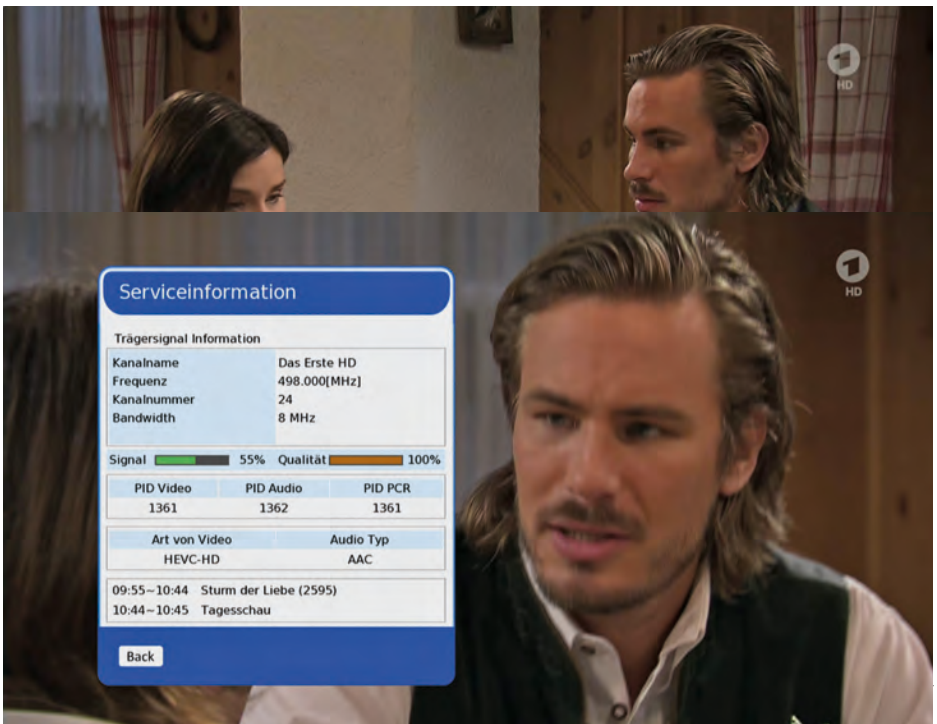 1
HD
1
HD
Serviceinformation
Trägersignal Information
Kanalname Das Erste HD
Frequenz 498.000[MHz]
Kanalnummer 24
Bandwidth 8 MHz
Signal 55% Qualität 100%
PID Video PID Audio PID PCR
1361 1362 1361
Art von Video Audio Typ
HEVC-HD AAC
09:55~10:44 Sturm der Liebe (2595)
10:44~10:45 Tagesschau
Back